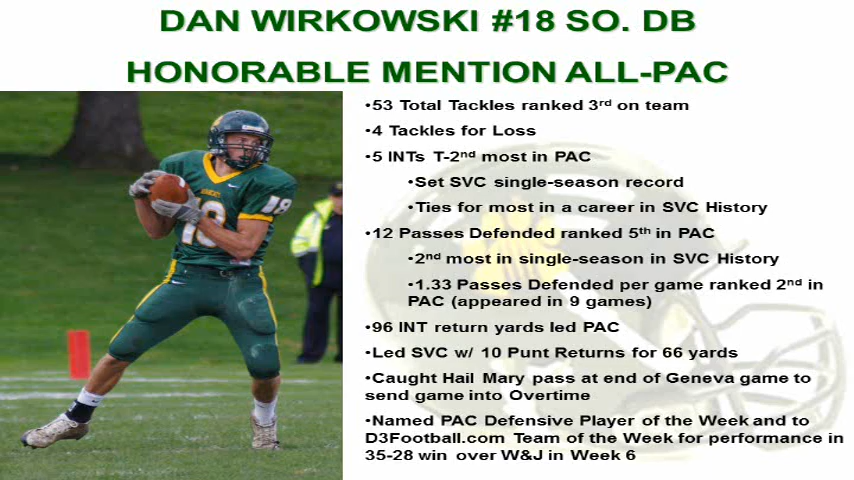 DAN WIRKOWSKI #18 SO. DB
HONORABLE MENTION ALL-PAC
•53 Total Tackles ranked 3rd on team
•4 Tackles for Loss
•5 INTs T-2nd most in PAC
•Set SVC single-season record
•Ties for most in a career in SVC History
•12 Passes Defended ranked 5th in PAC
•2nd most in single-season in SVC History
•1.33 Passes Defended per game ranked 2nd in
PAC (appeared in 9 games)
•96 INT return yards led PAC
•Led SVC w/ 10 Punt Returns for 66 yards
•Caught Hail Mary pass at end of Geneva game to
send game into Overtime
•Named PAC Defensive Player of the Week and to
D3Football.com Team of the Week for performance in
35-28 win over W&J in Week 6
18
18